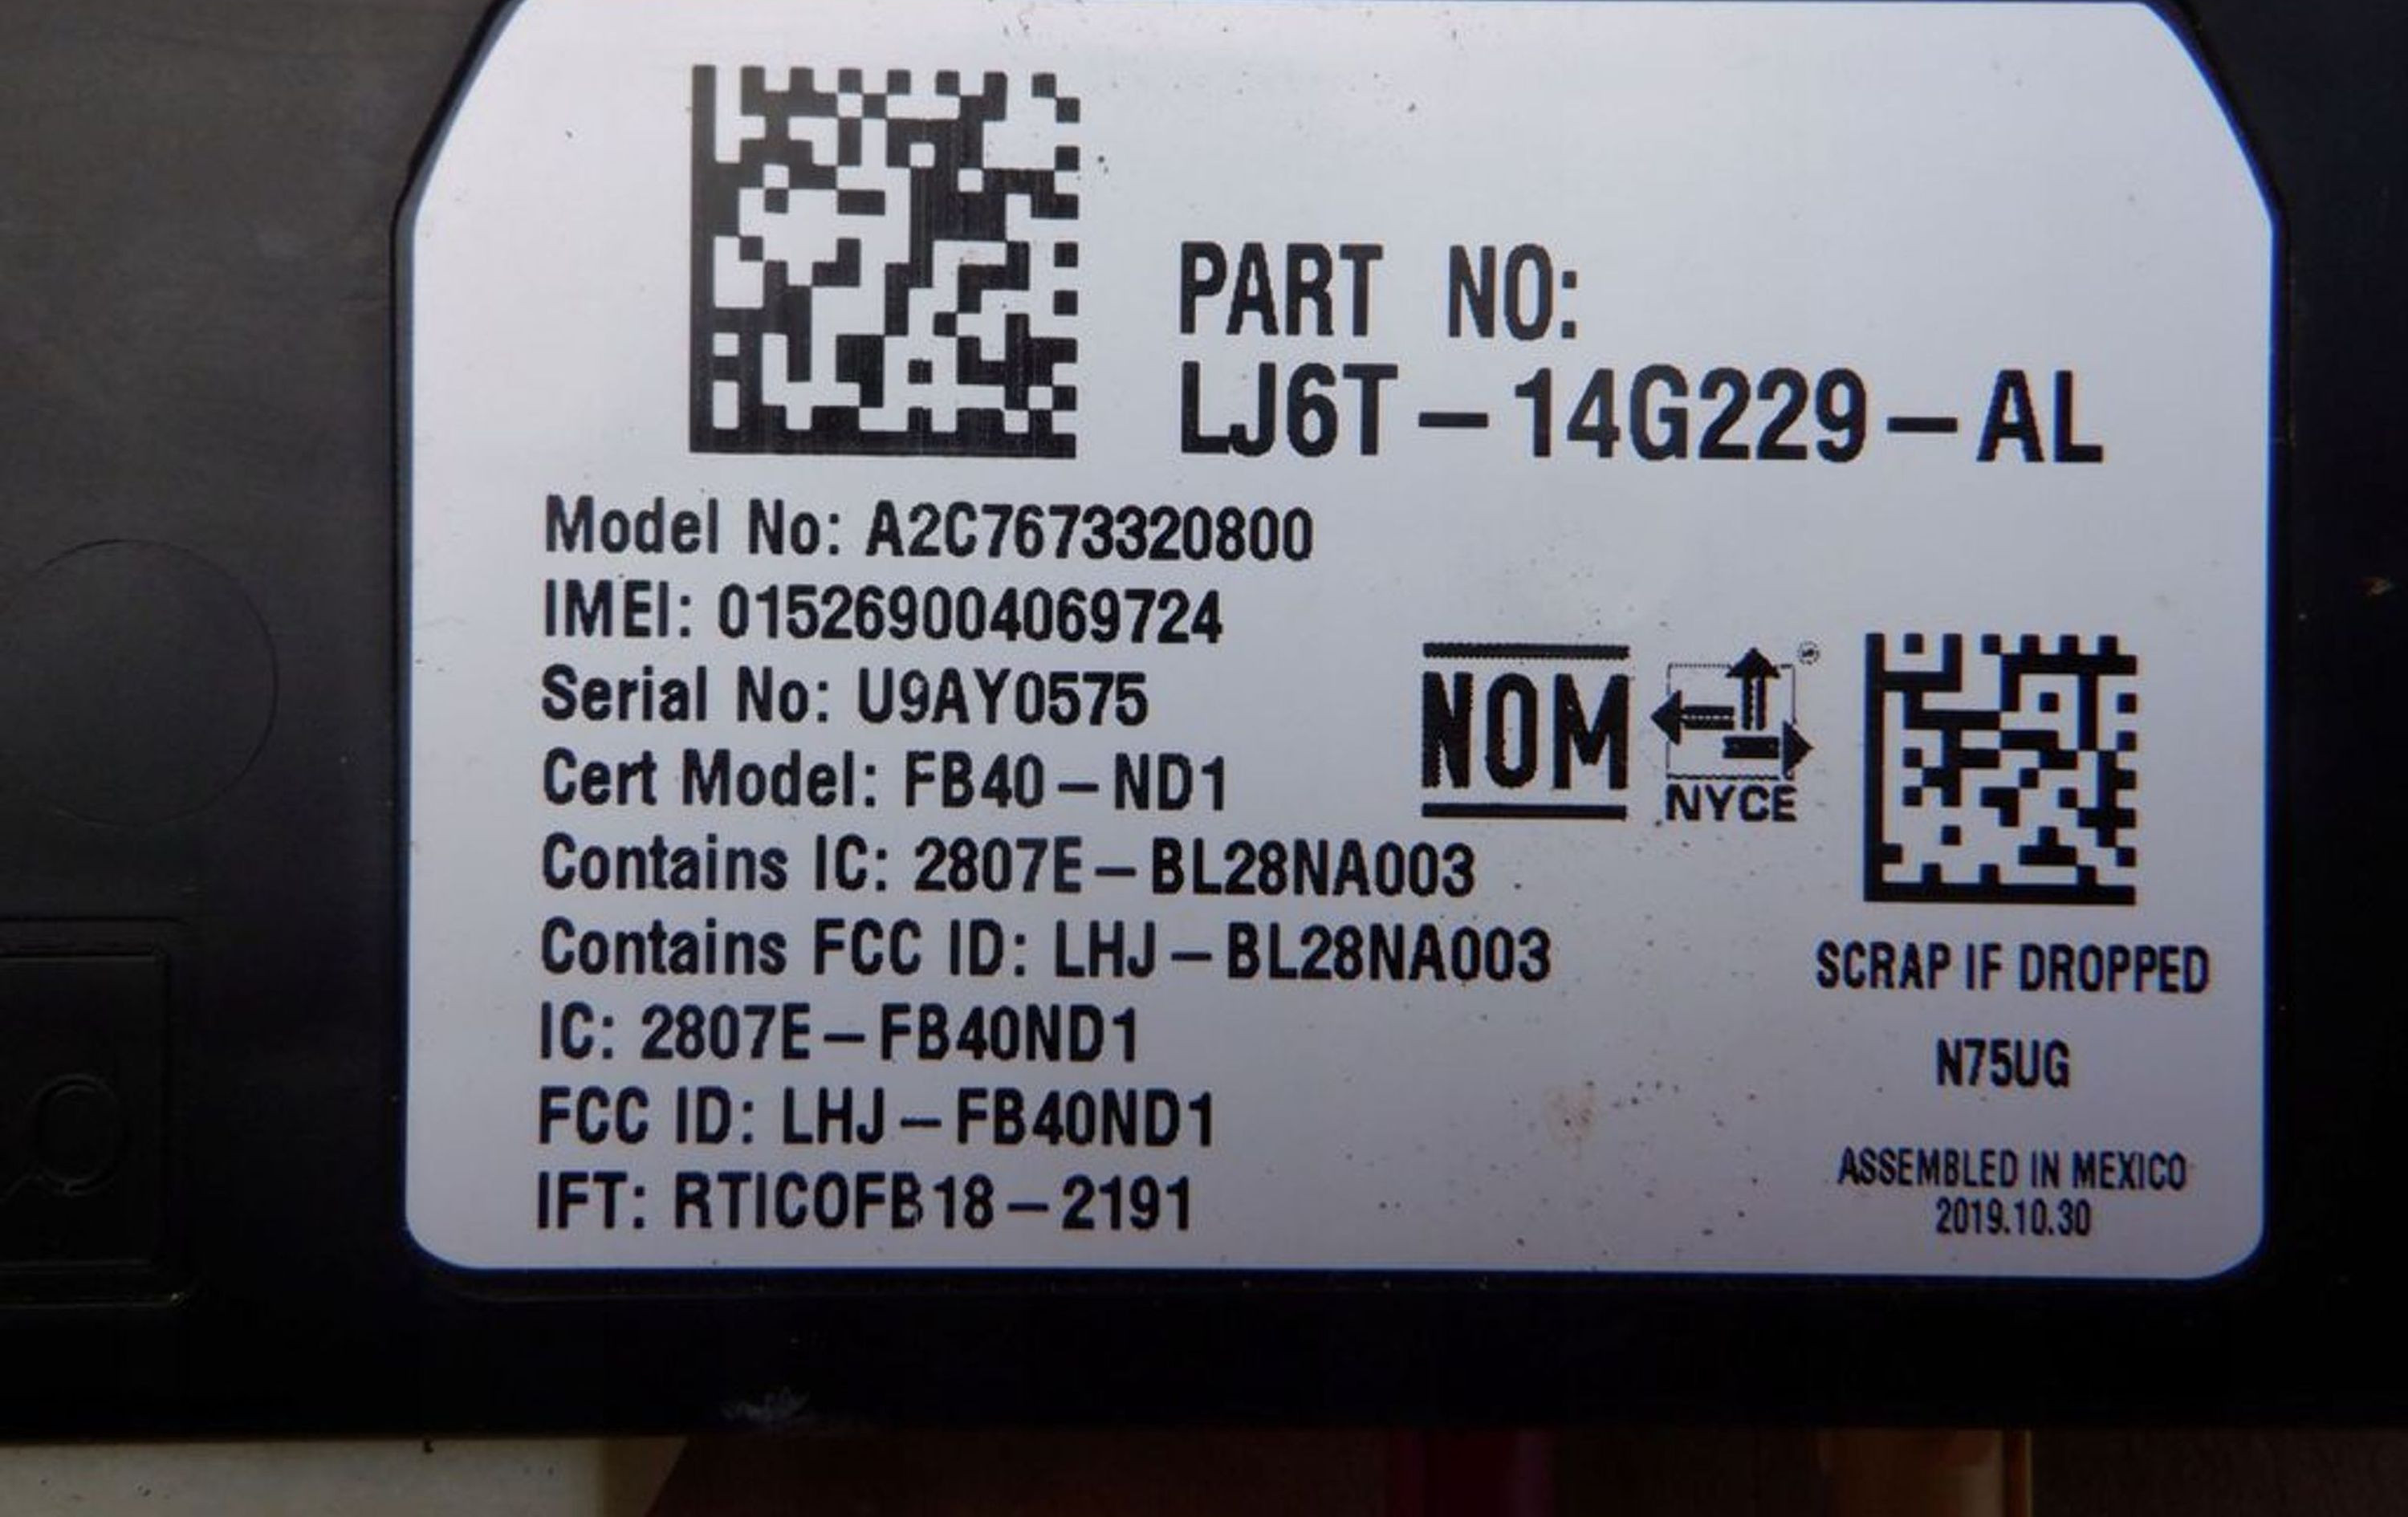 PART NO:
LJ6T-14G229-AL
Model No: A2C7673320800
IMEI: 015269004069724
Serial No: U9AY0575
Cert Model: FB40-ND1
Contains IC: 2807E-BL28NA003
Contains FCC ID: LHJ-BL28NA003
IC: 2807E-FB40ND1
FCC ID: LHJ-FB40ND1
IFT: RTICOFB18-2191
NOM
NYCE
SCRAP IF DROPPED
N75UG
ASSEMBLED IN MEXICO
2019.10.30